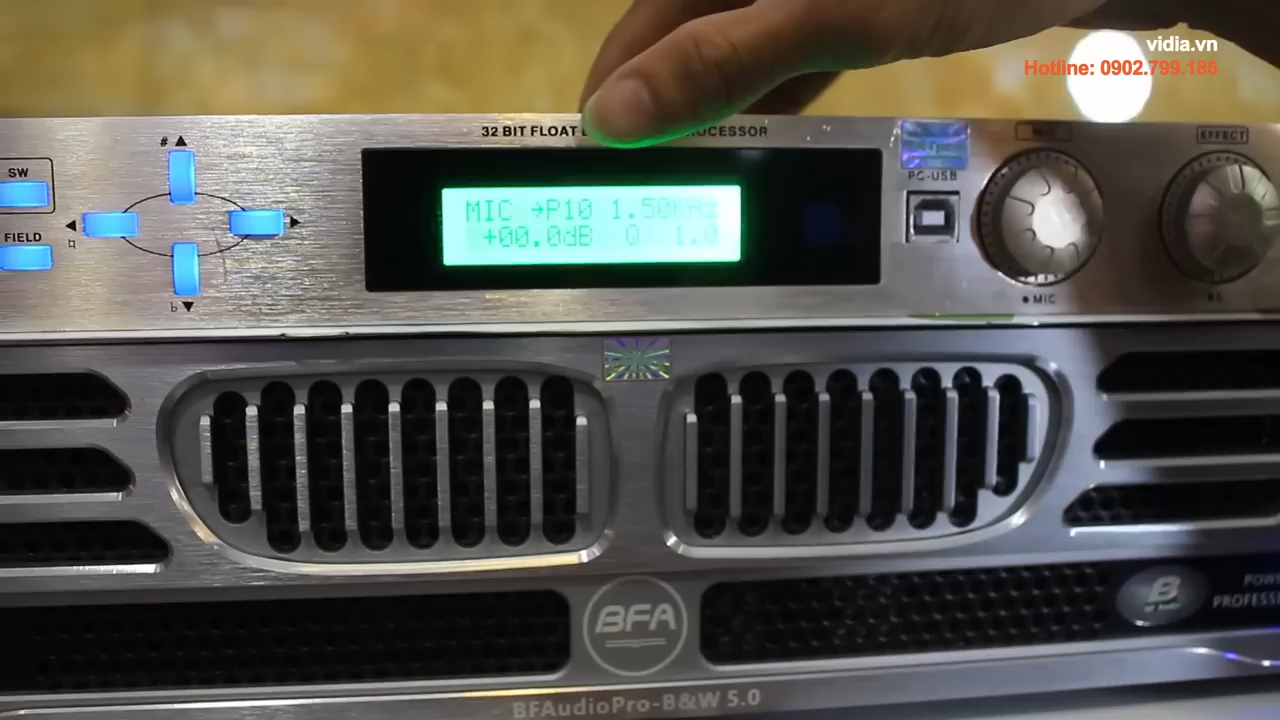 vidia.vn
Hotline: 0902.799.186
32 BIT FLOAT
SW
#
FIELD
♮
b
MIC →P10 1.50KHz
+00.0dB 0 1.0
PC-USB
EFFECT
MIC
BFA
B
POW
PROFESS
BFAudioPro-B&W 5.0